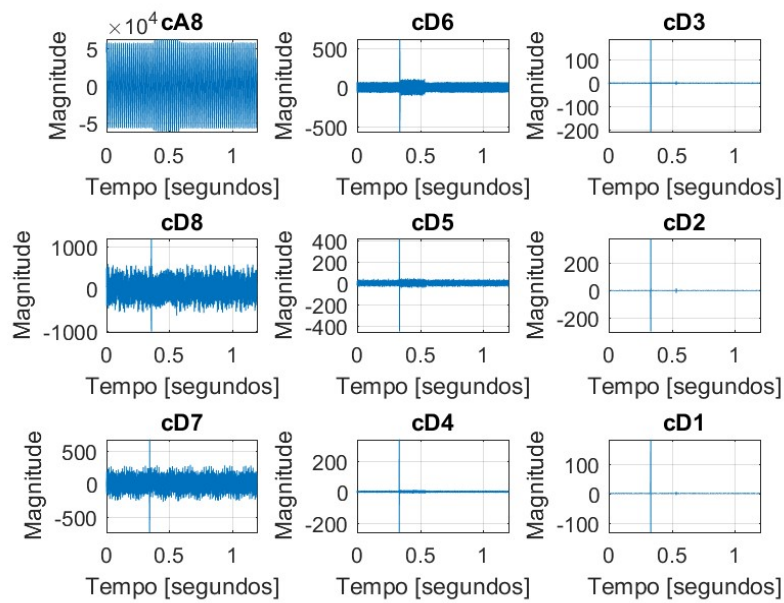 ×10⁴ cA8
5
0
-5
Magnitude
0 0.5 1
Tempo [segundos]
cD6
500
0
-500
Magnitude
0 0.5 1
Tempo [segundos]
cD3
100
0
-100
-200
Magnitude
0 0.5 1
Tempo [segundos]
cD8
1000
0
-1000
Magnitude
0 0.5 1
Tempo [segundos]
cD5
400
200
0
-200
-400
Magnitude
0 0.5 1
Tempo [segundos]
cD2
200
0
-200
Magnitude
0 0.5 1
Tempo [segundos]
cD7
500
0
-500
Magnitude
0 0.5 1
Tempo [segundos]
cD4
200
0
-200
Magnitude
0 0.5 1
Tempo [segundos]
cD1
100
0
-100
Magnitude
0 0.5 1
Tempo [segundos]